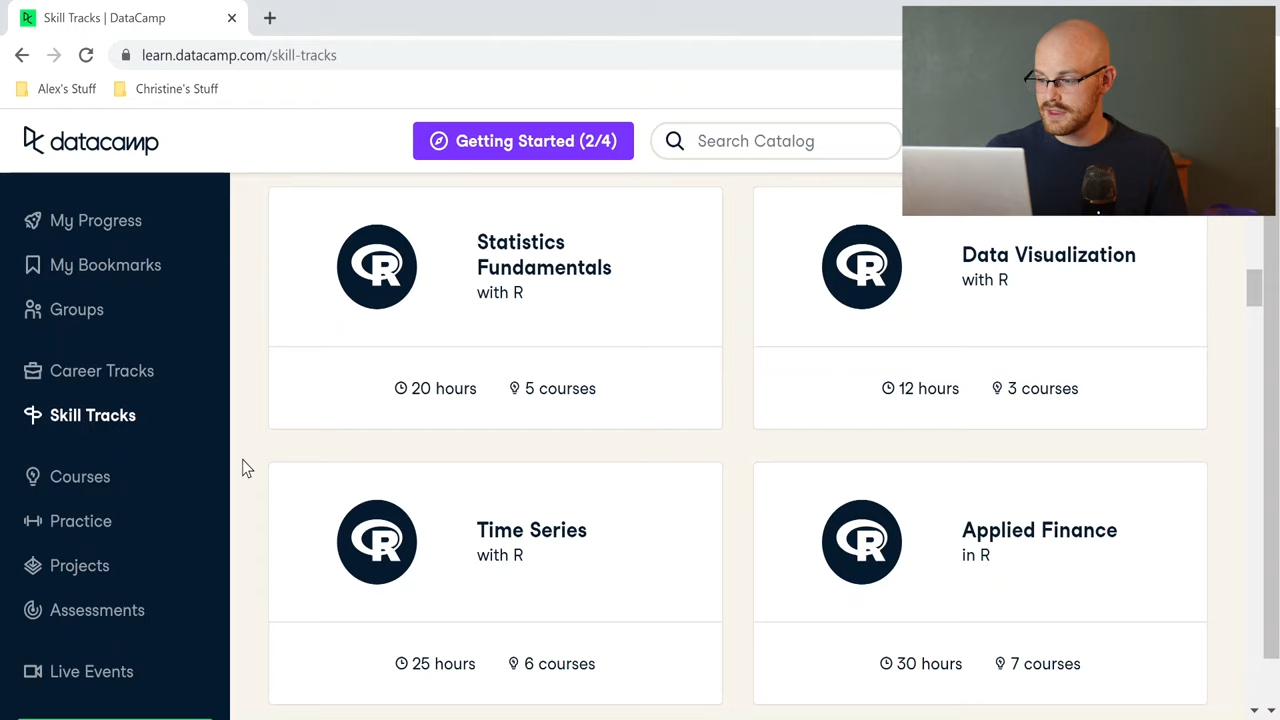 Skill Tracks | DataCamp
learn.datacamp.com/skill-tracks
Alex's Stuff
Christine's Stuff
datacamp
Getting Started (2/4)
Search Catalog
My Progress
My Bookmarks
Groups
Career Tracks
Skill Tracks
Courses
Practice
Projects
Assessments
Live Events
Statistics
Fundamentals
with R
20 hours
5 courses
Data Visualization
with R
12 hours
3 courses
Time Series
with R
25 hours
6 courses
Applied Finance
in R
30 hours
7 courses